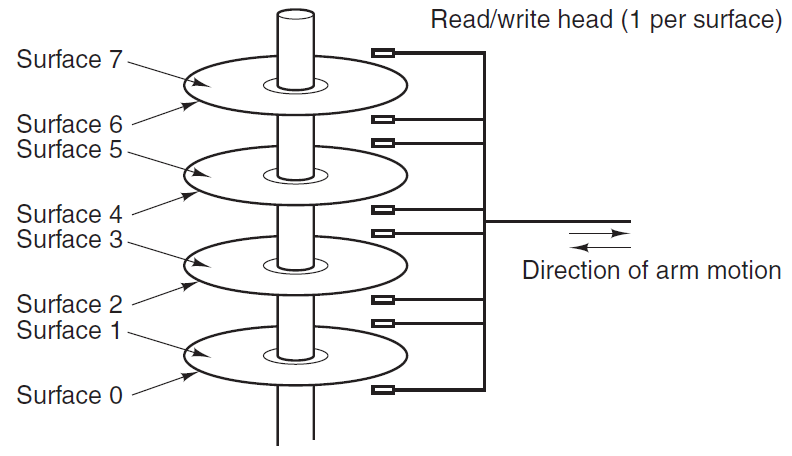 Read/write head (1 per surface)
Surface 7
Surface 6
Surface 5
Surface 4
Surface 3
Direction of arm motion
Surface 2
Surface 1
Surface 0